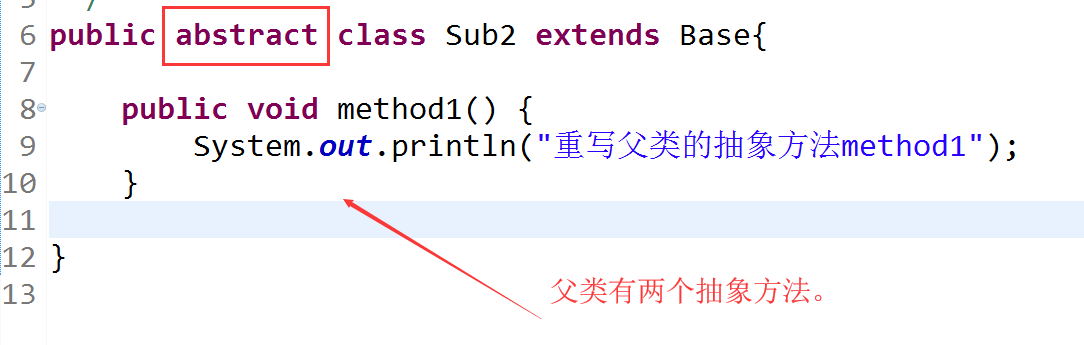 5 /
6 public abstract class Sub2 extends Base{
7
8 public void method1() {
9 System.out.println("重写父类的抽象方法method1");
10 }
11
12 }
13
父类有两个抽象方法。